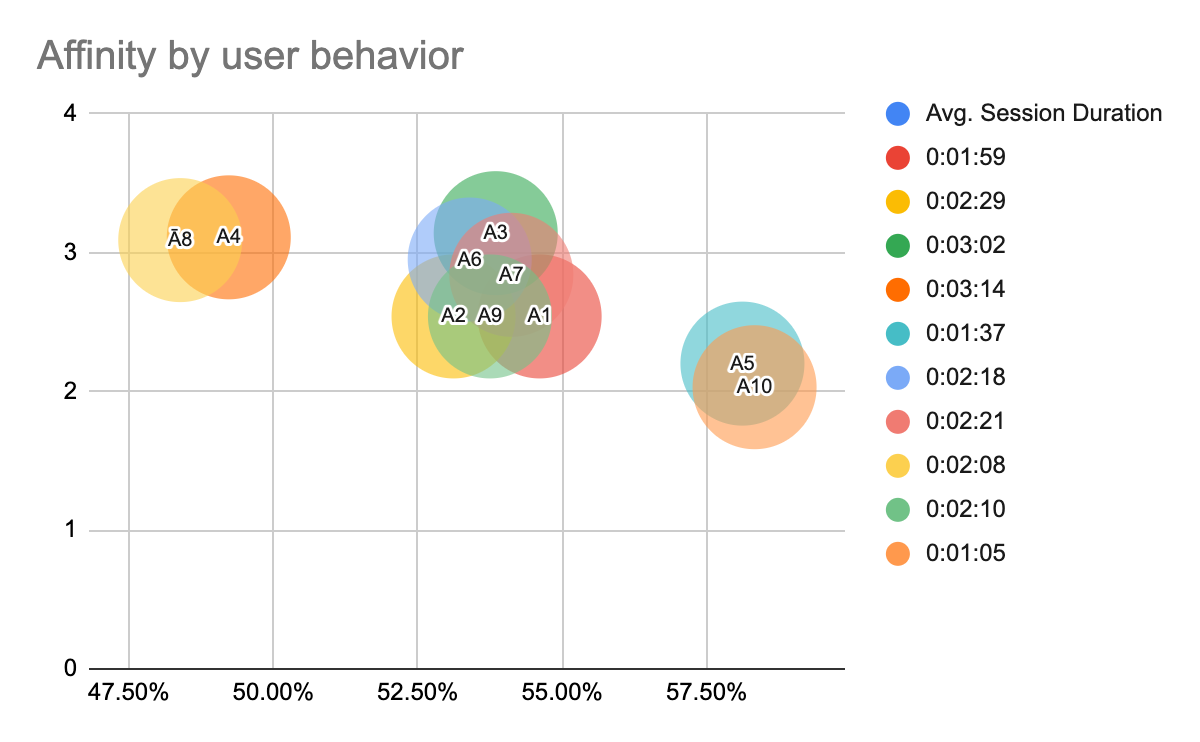 Affinity by user behavior
4
3
2
1
0
47.50%
50.00%
52.50%
55.00%
57.50%
A8
A4
A3
A6
A7
A2
A9
A1
A5
A10
Avg. Session Duration
0:01:59
0:02:29
0:03:02
0:03:14
0:01:37
0:02:18
0:02:21
0:02:08
0:02:10
0:01:05